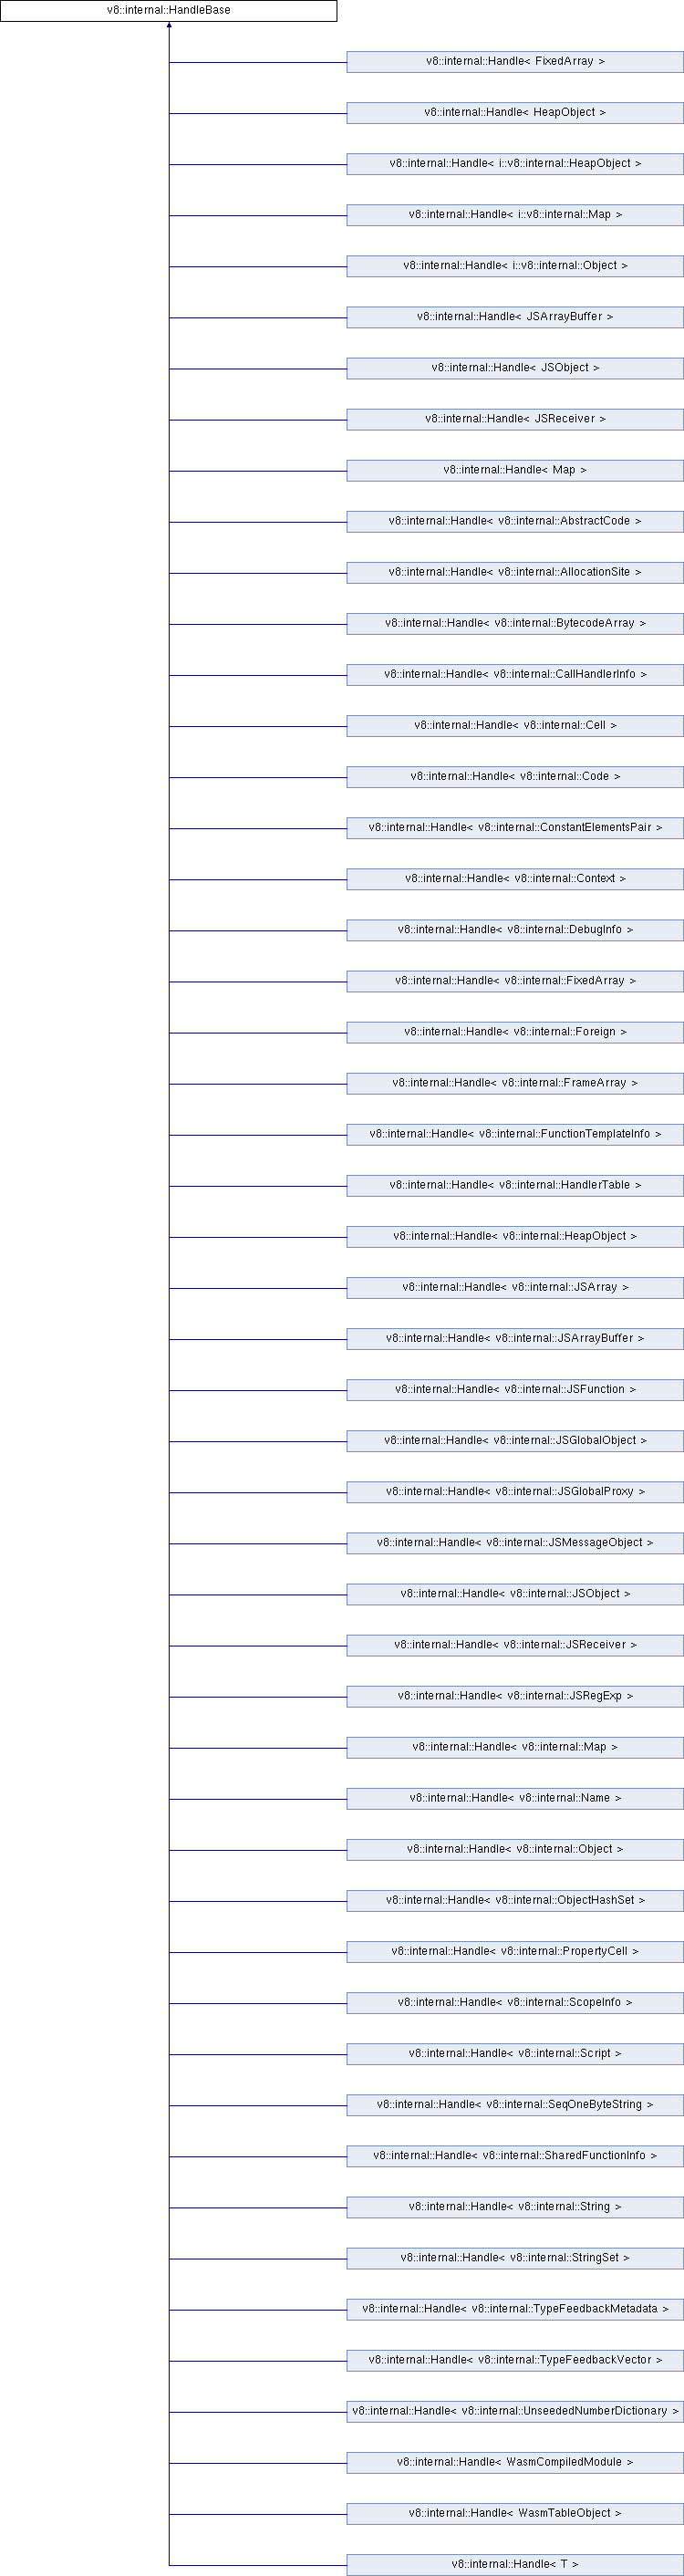 v8::internal::HandleBase
v8::internal::Handle< FixedArray >
v8::internal::Handle< HeapObject >
v8::internal::Handle< i::v8::internal::HeapObject >
v8::internal::Handle< i::v8::internal::Map >
v8::internal::Handle< i::v8::internal::Object >
v8::internal::Handle< JSArrayBuffer >
v8::internal::Handle< JSObject >
v8::internal::Handle< JSReceiver >
v8::internal::Handle< Map >
v8::internal::Handle< v8::internal::AbstractCode >
v8::internal::Handle< v8::internal::AllocationSite >
v8::internal::Handle< v8::internal::BytecodeArray >
v8::internal::Handle< v8::internal::CallHandlerInfo >
v8::internal::Handle< v8::internal::Cell >
v8::internal::Handle< v8::internal::Code >
v8::internal::Handle< v8::internal::ConstantElementsPair >
v8::internal::Handle< v8::internal::Context >
v8::internal::Handle< v8::internal::DebugInfo >
v8::internal::Handle< v8::internal::FixedArray >
v8::internal::Handle< v8::internal::Foreign >
v8::internal::Handle< v8::internal::FrameArray >
v8::internal::Handle< v8::internal::FunctionTemplateInfo >
v8::internal::Handle< v8::internal::HandlerTable >
v8::internal::Handle< v8::internal::HeapObject >
v8::internal::Handle< v8::internal::JSArray >
v8::internal::Handle< v8::internal::JSArrayBuffer >
v8::internal::Handle< v8::internal::JSFunction >
v8::internal::Handle< v8::internal::JSGlobalObject >
v8::internal::Handle< v8::internal::JSGlobalProxy >
v8::internal::Handle< v8::internal::JSMessageObject >
v8::internal::Handle< v8::internal::JSObject >
v8::internal::Handle< v8::internal::JSReceiver >
v8::internal::Handle< v8::internal::JSRegExp >
v8::internal::Handle< v8::internal::Map >
v8::internal::Handle< v8::internal::Name >
v8::internal::Handle< v8::internal::Object >
v8::internal::Handle< v8::internal::ObjectHashSet >
v8::internal::Handle< v8::internal::PropertyCell >
v8::internal::Handle< v8::internal::ScopeInfo >
v8::internal::Handle< v8::internal::Script >
v8::internal::Handle< v8::internal::SeqOneByteString >
v8::internal::Handle< v8::internal::SharedFunctionInfo >
v8::internal::Handle< v8::internal::String >
v8::internal::Handle< v8::internal::StringSet >
v8::internal::Handle< v8::internal::TypeFeedbackMetadata >
v8::internal::Handle< v8::internal::TypeFeedbackVector >
v8::internal::Handle< v8::internal::UnseededNumberDictionary >
v8::internal::Handle< WasmCompiledModule >
v8::internal::Handle< WasmTableObject >
v8::internal::Handle< T >